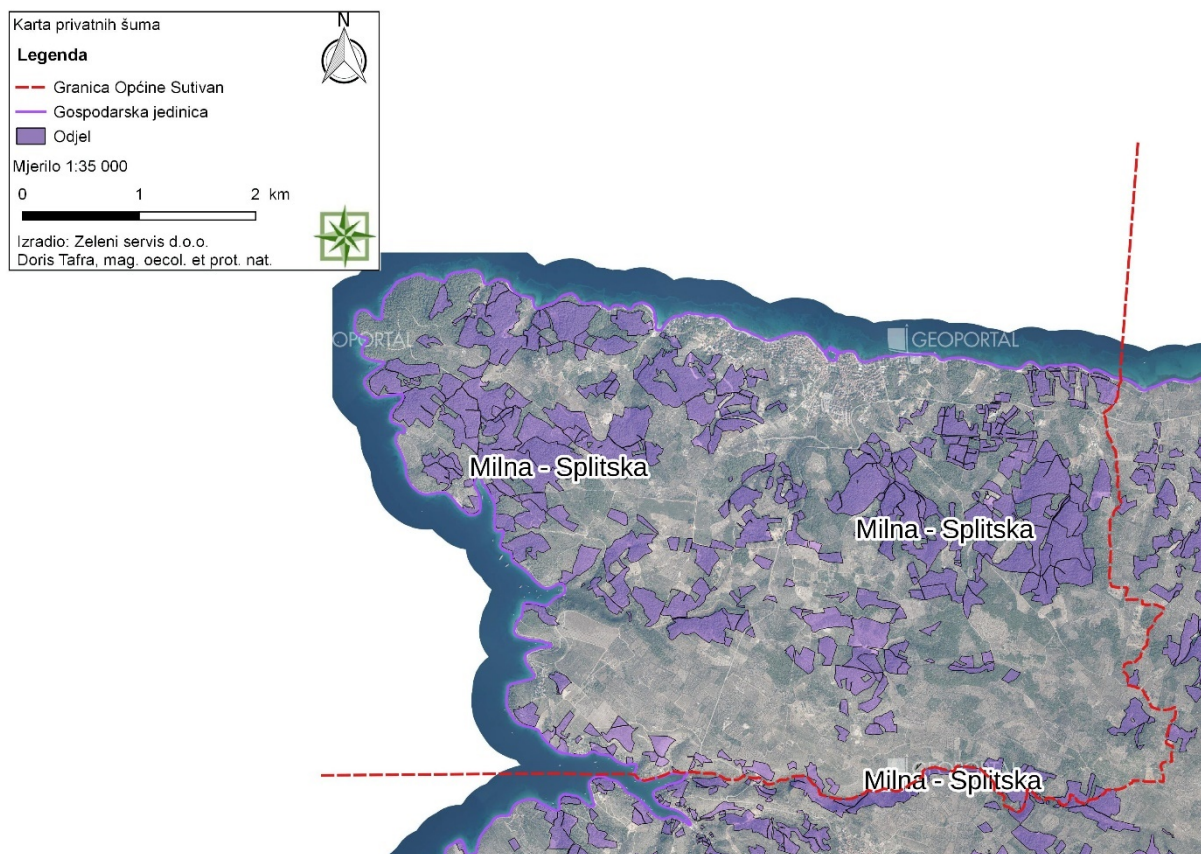 Karta privatnih šuma
N
Legenda
Granica Općine Sutivan
Gospodarska jedinica
Odjel
Mjerilo 1:35 000
0 1 2 km
Izradio: Zeleni servis d.o.o.
Doris Tafra, mag. oecol. et prot. nat.
OPORTAL
GEOPORTAL
Milna - Splitska
Milna - Splitska
Milna - Splitska